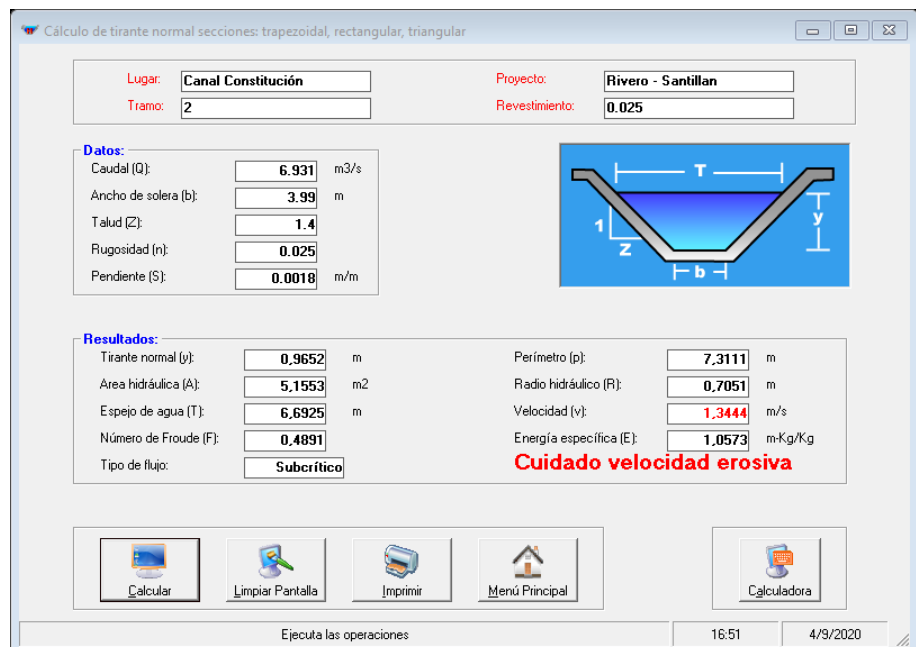 Cálculo de tirante normal secciones: trapezoidal, rectangular, triangular
Lugar: Canal Constitución Proyecto: Rivero - Santillan
Tramo: 2 Revestimiento: 0.025
Datos:
Caudal (Q): 6.931 m3/s
Ancho de solera (b): 3.99 m
Talud (Z): 1.4
Rugosidad (n): 0.025
Pendiente (S): 0.0018 m/m
T
y
1
Z
b
Resultados:
Tirante normal (y): 0,9652 m Perímetro (p): 7,3111 m
Area hidráulica (A): 5,1553 m2 Radio hidráulico (R): 0,7051 m
Espejo de agua (T): 6,6925 m Velocidad (v): 1,3444 m/s
Número de Froude (F): 0,4891 Energía específica (E): 1,0573 m-Kg/Kg
Tipo de flujo: Subcrítico Cuidado velocidad erosiva
Calcular Limpiar Pantalla Imprimir Menú Principal Calculadora
Ejecuta las operaciones 16:51 4/9/2020